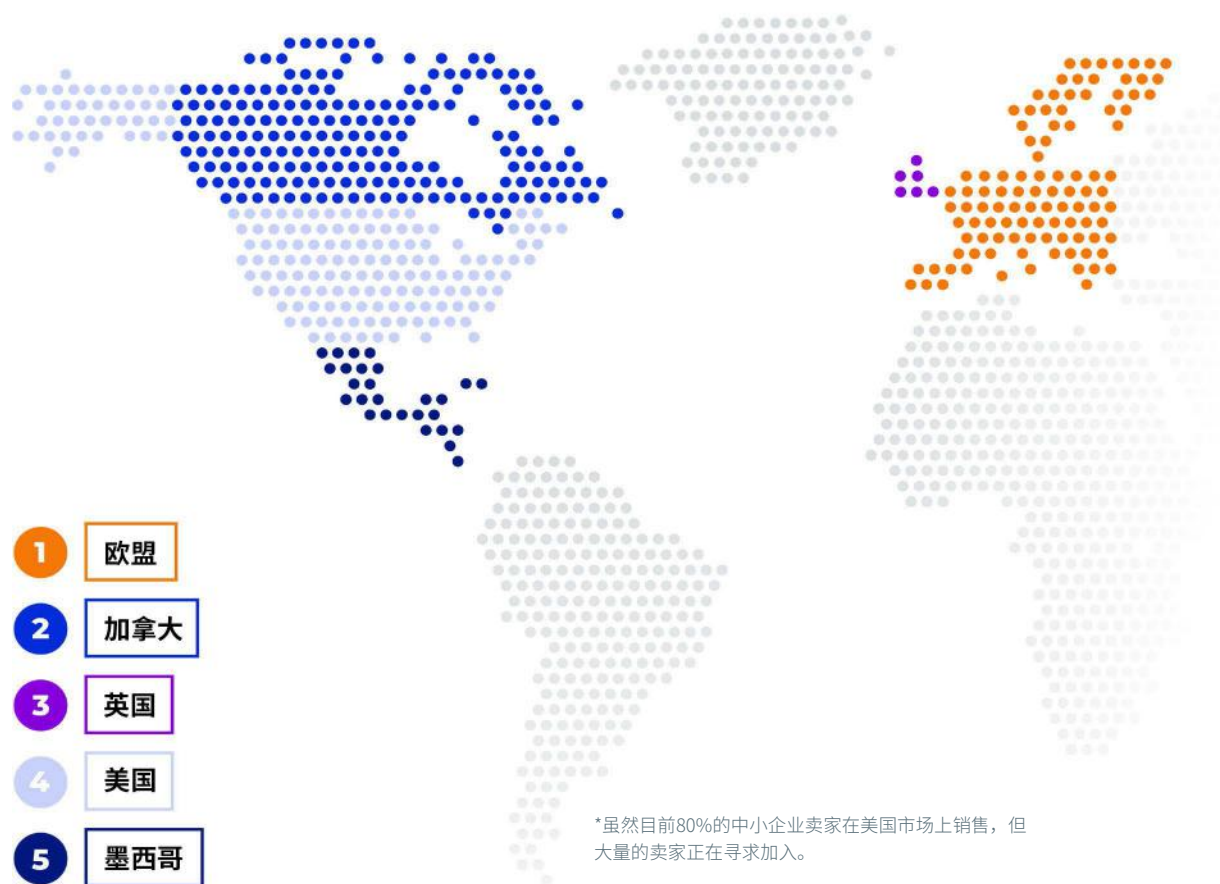 1 欧盟
2 加拿大
3 英国
4 美国
5 墨西哥
*虽然目前80%的中小企业卖家在美国市场上销售，但
大量的卖家正在寻求加入。